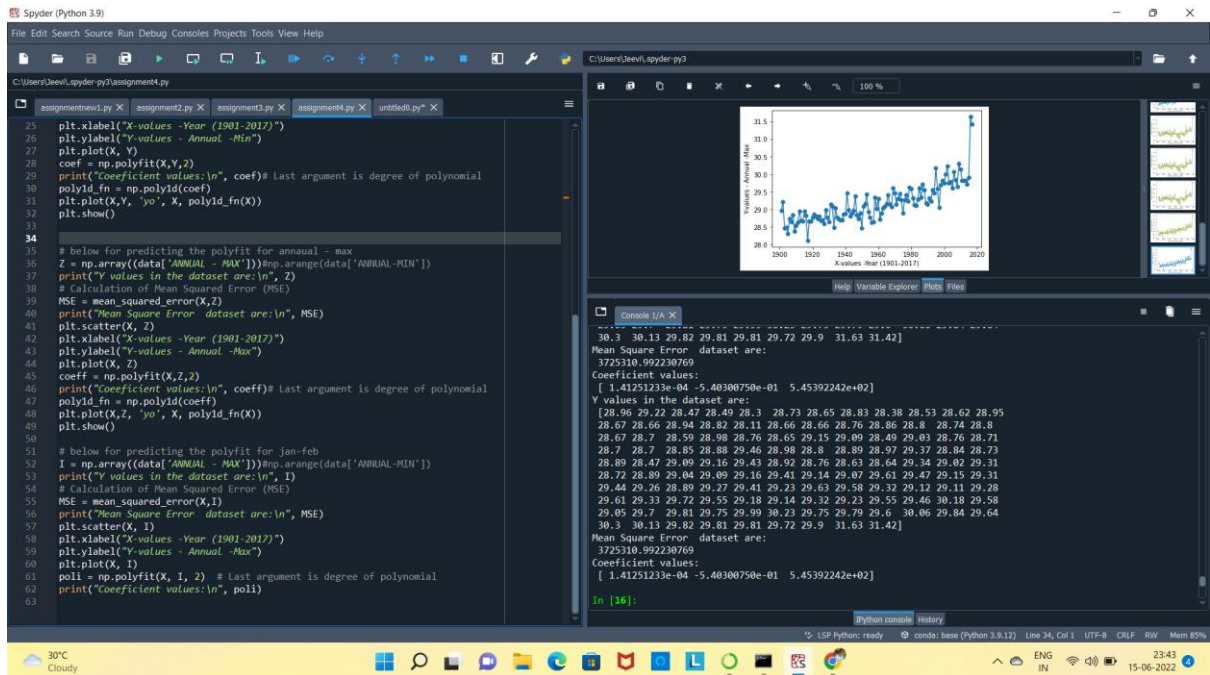 Spyder (Python 3.9)
File Edit Search Source Run Debug Consoles Projects Tools View Help
C:\Users\Jeevi\.spyder-py3
C:\Users\Jeevi\.spyder-py3\assignment4.py
assignmentnew1.py X assignment2.py X assignment3.py X assignment4.py X untitled0.py* X
25 plt.xlabel("X-values -Year (1901-2017)")
26 plt.ylabel("Y-values - Annual -Min")
27 plt.plot(X, Y)
28 coef = np.polyfit(X,Y,2)
29 print("Coeeficient values:\n", coef)# Last argument is degree of polynomial
30 poly1d_fn = np.poly1d(coef)
31 plt.plot(X,Y, 'yo', X, poly1d_fn(X))
32 plt.show()
33
34
35 # below for predicting the polyfit for annaual - max
36 Z = np.array((data['ANNUAL - MAX']))#np.arange(data['ANNUAL-MIN'])
37 print("Y values in the dataset are:\n", Z)
38 # Calculation of Mean Squared Error (MSE)
39 MSE = mean_squared_error(X,Z)
40 print("Mean Square Error  dataset are:\n", MSE)
41 plt.scatter(X, Z)
42 plt.xlabel("X-values -Year (1901-2017)")
43 plt.ylabel("Y-values - Annual -Max")
44 plt.plot(X, Z)
45 coeff = np.polyfit(X,Z,2)
46 print("Coeeficient values:\n", coeff)# Last argument is degree of polynomial
47 poly1d_fn = np.poly1d(coeff)
48 plt.plot(X,Z, 'yo', X, poly1d_fn(X))
49 plt.show()
50
51 # below for predicting the polyfit for jan-feb
52 I = np.array((data['ANNUAL - MAX']))#np.arange(data['ANNUAL-MIN'])
53 print("Y values in the dataset are:\n", I)
54 # Calculation of Mean Squared Error (MSE)
55 MSE = mean_squared_error(X,I)
56 print("Mean Square Error  dataset are:\n", MSE)
57 plt.scatter(X, I)
58 plt.xlabel("X-values -Year (1901-2017)")
59 plt.ylabel("Y-values - Annual -Max")
60 plt.plot(X, I)
61 poli = np.polyfit(X, I, 2)  # Last argument is degree of polynomial
62 print("Coeeficient values:\n", poli)
63
100 %
31.5
31.0
30.5
30.0
29.5
29.0
28.5
28.0
Y-values - Annual -Max
1900 1920 1940 1960 1980 2000 2020
X-values -Year (1901-2017)
Help Variable Explorer Plots Files
Console 1/A X
30.3 30.13 29.82 29.81 29.81 29.72 29.9 31.63 31.42]
Mean Square Error  dataset are:
3725310.992230769
Coeeficient values:
[ 1.41251233e-04 -5.40300750e-01 5.45392242e+02]
Y values in the dataset are:
[28.96 29.22 28.47 28.49 28.3 28.73 28.65 28.83 28.38 28.53 28.62 28.95
28.67 28.66 28.94 28.82 28.11 28.66 28.66 28.76 28.86 28.8 28.74 28.8
28.67 28.7 28.59 28.98 28.76 28.65 29.15 29.09 28.49 29.03 28.76 28.71
28.7 28.7 28.85 28.88 29.46 28.98 28.8 28.89 28.97 29.37 28.84 28.73
28.89 28.47 29.09 29.16 29.43 28.92 28.76 28.63 28.64 29.34 29.02 29.31
28.72 28.89 29.04 29.09 29.16 29.41 29.14 29.07 29.61 29.47 29.15 29.31
29.44 29.26 28.89 29.27 29.41 29.23 29.63 29.58 29.32 29.12 29.11 29.28
29.61 29.33 29.72 29.55 29.18 29.14 29.32 29.23 29.55 29.46 30.18 29.58
29.05 29.7 29.81 29.75 29.99 30.23 29.75 29.79 29.6 30.06 29.84 29.64
30.3 30.13 29.82 29.81 29.81 29.72 29.9 31.63 31.42]
Mean Square Error  dataset are:
3725310.992230769
Coeeficient values:
[ 1.41251233e-04 -5.40300750e-01 5.45392242e+02]
In [16]:
IPython console History
LSP Python: ready conda: base (Python 3.9.12) Line 34, Col 1 UTF-8 CRLF RW Mem 85%
30°C
Cloudy
ENG
IN
23:43
15-06-2022
4